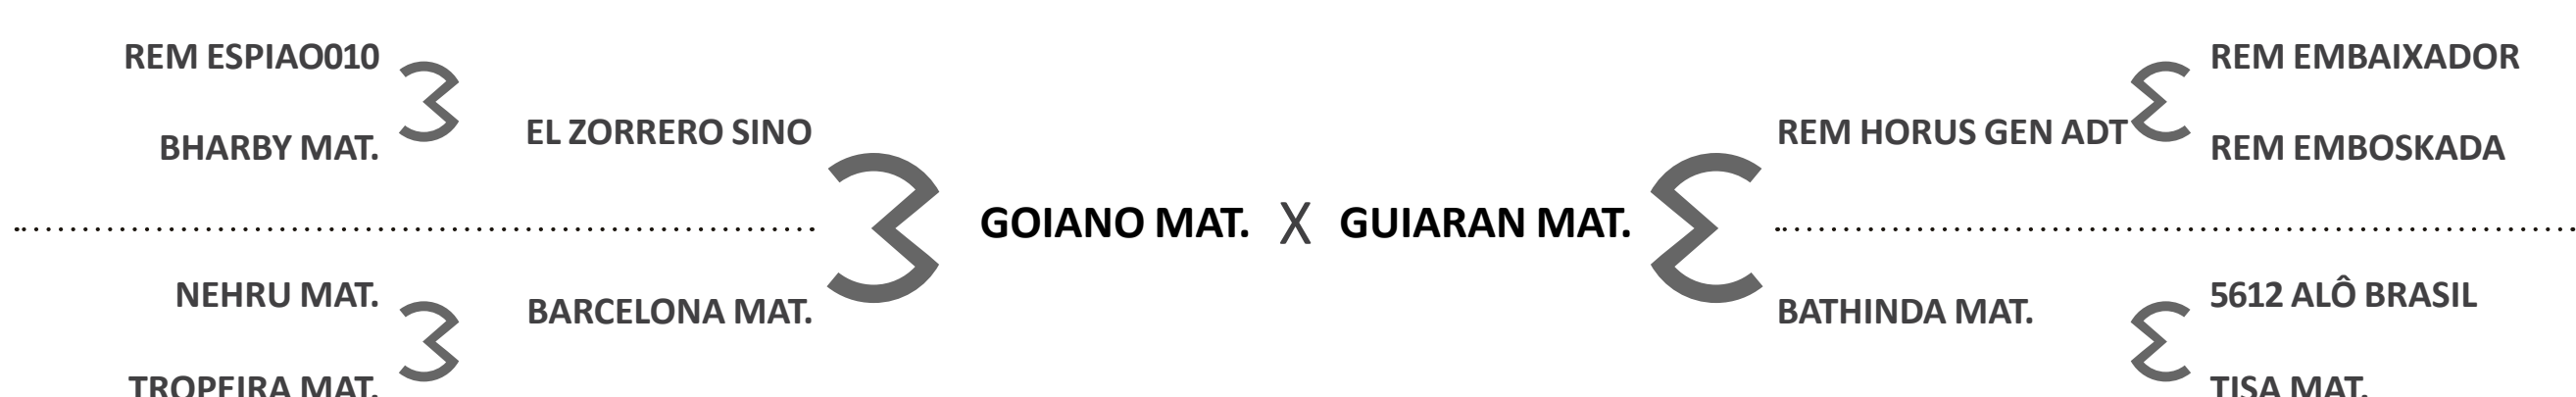 REM ESPIAO010
BHARBY MAT.
EL ZORRERO SINO
NEHRU MAT.
TROPEIRA MAT.
BARCELONA MAT.
GOIANO MAT. X GUIARAN MAT.
REM HORUS GEN ADT
REM EMBAIXADOR
REM EMBOSKADA
BATHINDA MAT.
5612 ALÔ BRASIL
TISA MAT.